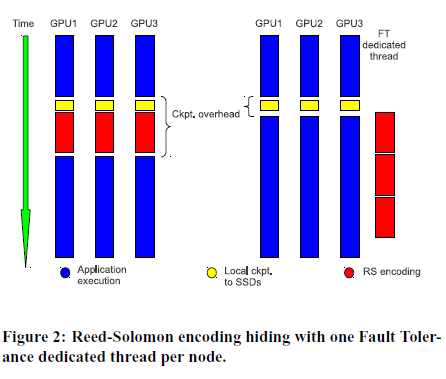 Time GPU1 GPU2 GPU3
GPU1 GPU2 GPU3
FT
dedicated
thread
Ckpt. overhead
Application
execution
Local ckpt.
to SSDs
RS encoding
Figure 2: Reed-Solomon encoding hiding with one Fault Toler-
ance dedicated thread per node.